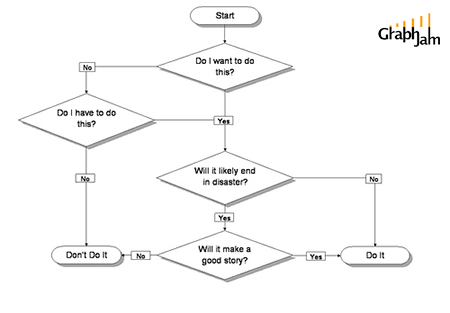 Start
GraphJam
Do I want to do
this?
No
Do I have to do
this?
Yes
Will it likely end
in disaster?
No
No
Yes
Don't Do It
No
Will it make a
good story?
Yes
Do It